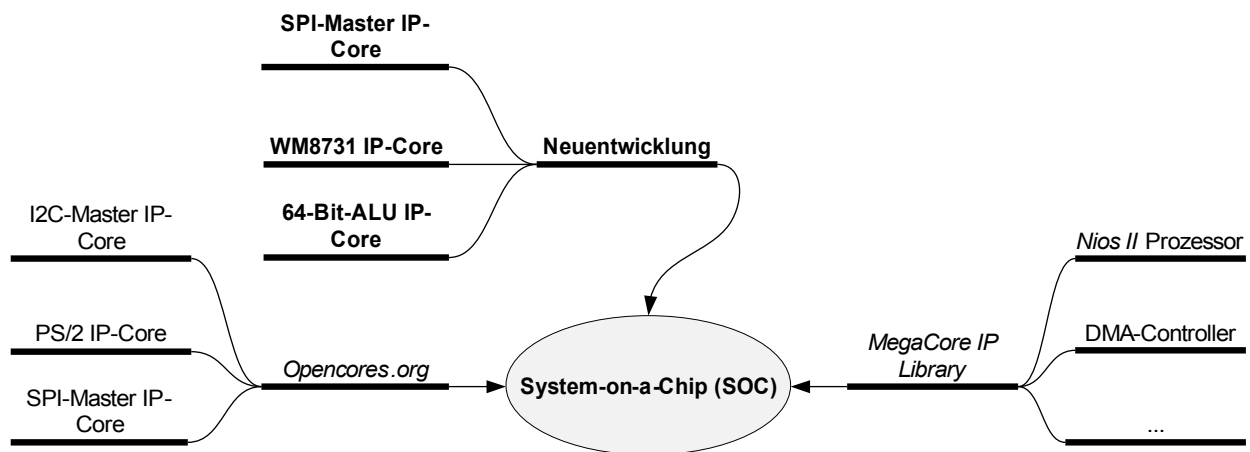 SPI-Master IP-
Core
WM8731 IP-Core
Neuentwicklung
64-Bit-ALU IP-
Core
I2C-Master IP-
Core
PS/2 IP-Core
SPI-Master IP-
Core
Opencores.org
System-on-a-Chip (SOC)
MegaCore IP
Library
Nios II Prozessor
DMA-Controller
...